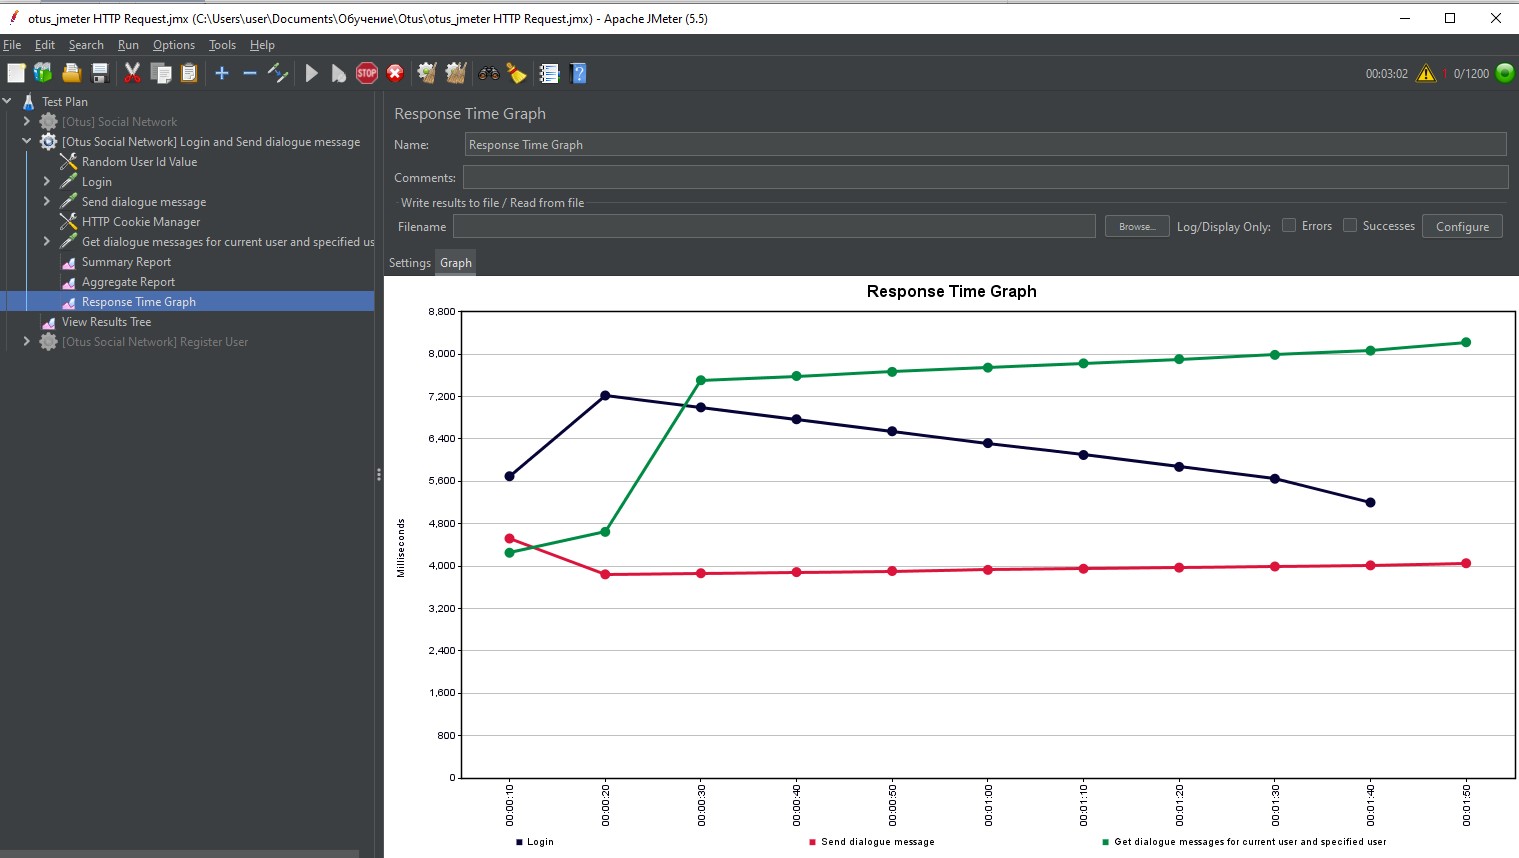 otus_jmeter HTTP Request.jmx (C:\Users\user\Documents\Обучение\Otus\otus_jmeter HTTP Request.jmx) - Apache JMeter (5.5)
File Edit Search Run Options Tools Help
STOP 00:03:02 1 0/1200
Test Plan
[Otus] Social Network
[Otus Social Network] Login and Send dialogue message
Random User Id Value
Login
Send dialogue message
HTTP Cookie Manager
Get dialogue messages for current user and specified us
Summary Report
Aggregate Report
Response Time Graph
View Results Tree
[Otus Social Network] Register User
Response Time Graph
Name: Response Time Graph
Comments:
Write results to file / Read from file
Filename Browse... Log/Display Only: Errors Successes Configure
Settings Graph
Response Time Graph
8,800
8,000
7,200
6,400
5,600
4,800
4,000
3,200
2,400
1,600
800
0
Milliseconds
00:00:10 00:00:20 00:00:30 00:00:40 00:00:50 00:01:00 00:01:10 00:01:20 00:01:30 00:01:40 00:01:50
Login Send dialogue message Get dialogue messages for current user and specified user